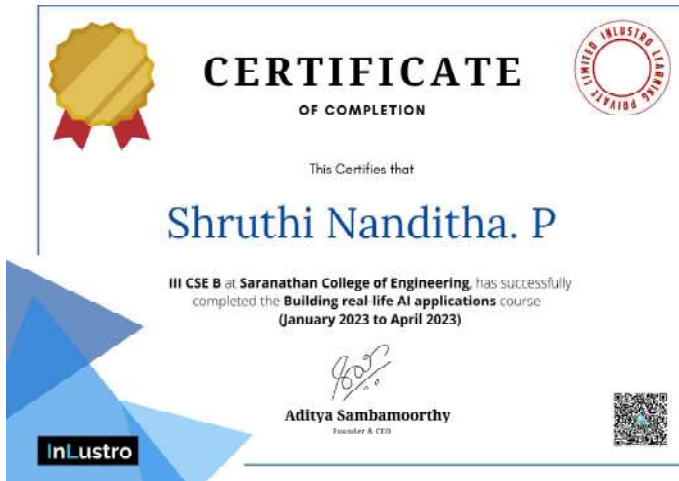 CERTIFICATE
OF COMPLETION
INLUSTRO LEARNING PRIVATE LIMITED
This Certifies that
Shruthi Nanditha. P
III CSE B at Saranathan College of Engineering, has successfully
completed the Building real-life AI applications course
(January 2023 to April 2023)
Aditya Sambamoorthy
Founder & CEO
InLustro